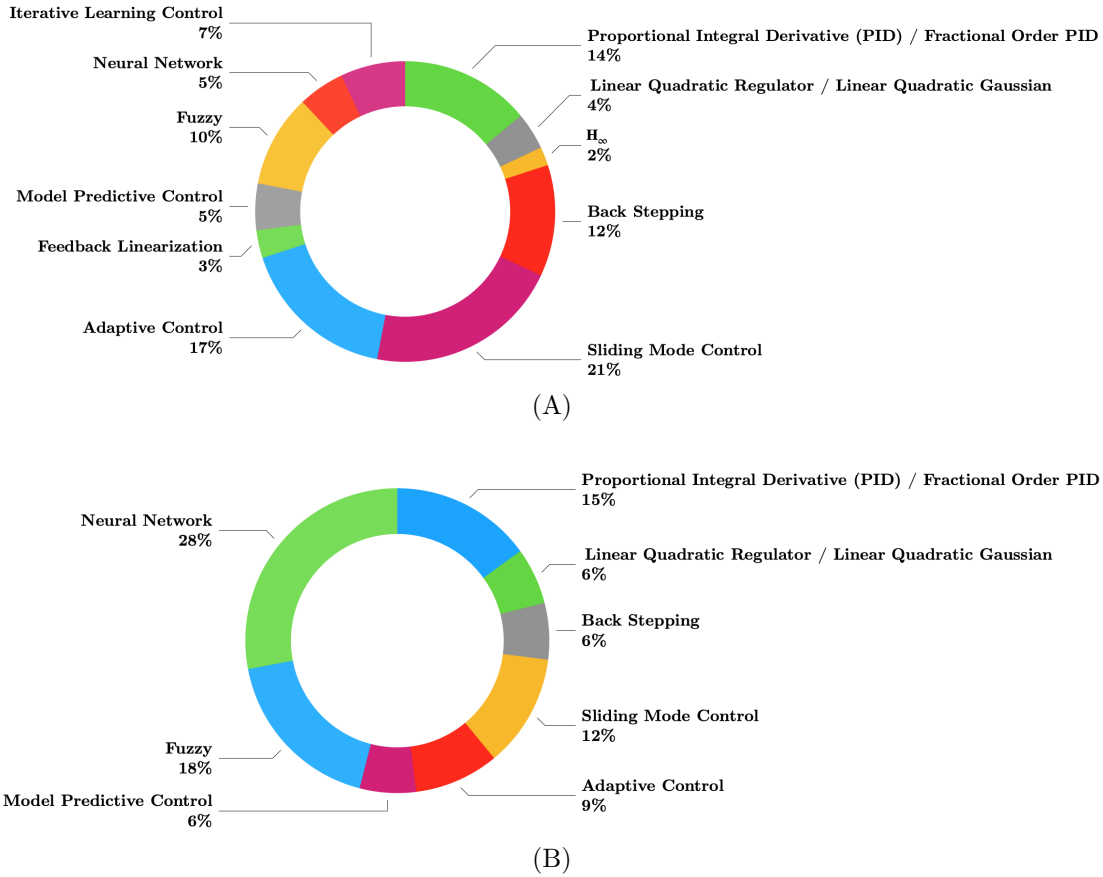 Iterative Learning Control
7%
Proportional Integral Derivative (PID) / Fractional Order PID
14%
Neural Network
5%
Linear Quadratic Regulator / Linear Quadratic Gaussian
4%
Fuzzy
10%
H∞
2%
Model Predictive Control
5%
Back Stepping
12%
Feedback Linearization
3%
Adaptive Control
17%
Sliding Mode Control
21%
(A)
Proportional Integral Derivative (PID) / Fractional Order PID
15%
Neural Network
28%
Linear Quadratic Regulator / Linear Quadratic Gaussian
6%
Back Stepping
6%
Sliding Mode Control
12%
Fuzzy
18%
Adaptive Control
9%
Model Predictive Control
6%
(B)